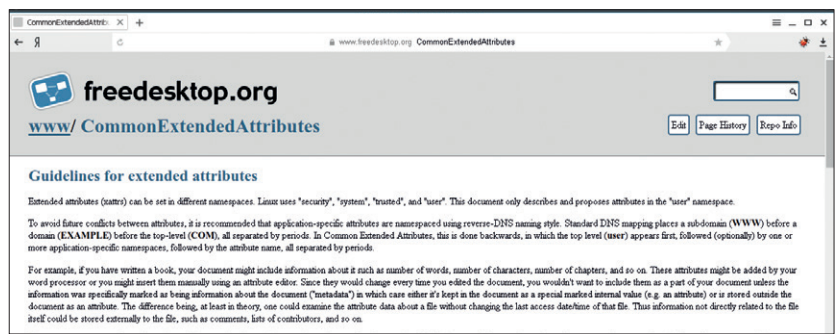 CommonExtendedAttrib
Я
www.freedesktop.org CommonExtendedAttributes
freedesktop.org
www/ CommonExtendedAttributes
Edit Page History Repo Info
Guidelines for extended attributes
Extended attributes (xattrs) can be set in different namespaces. Linux uses "security", "system", "trusted", and "user". This document only describes and proposes attributes in the "user" namespace.
To avoid future conflicts between attributes, it is recommended that application-specific attributes are namespaced using reverse-DNS naming style. Standard DNS mapping places a subdomain (WWW) before a
domain (EXAMPLE) before the top-level (COM), all separated by periods. In Common Extended Attributes, this is done backwards, in which the top level (user) appears first, followed (optionally) by one or
more application-specific namespaces, followed by the attribute name, all separated by periods.
For example, if you have written a book, your document might include information about it such as number of words, number of characters, number of chapters, and so on. These attributes might be added by your
word processor or you might insert them manually using an attribute editor. Since they would change every time you edited the document, you wouldn't want to include them as a part of your document unless the
information was specifically marked as being information about the document ("metadata") in which case either it's kept in the document as a special marked internal value (e.g. an attribute) or is stored outside the
document as an attribute. The difference being, at least in theory, one could examine the attribute data about a file without changing the last access date/time of that file. Thus information not directly related to the file
itself could be stored externally to the file, such as comments, lists of contributors, and so on.